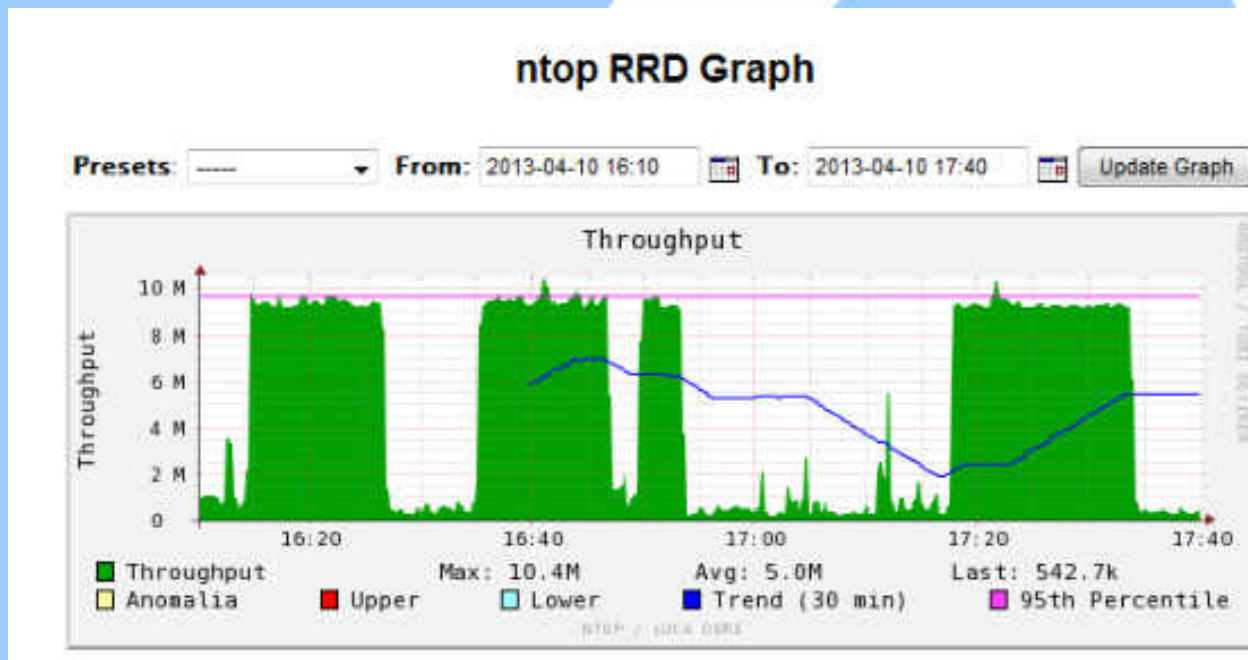 ntop RRD Graph
Presets: ----- From: 2013-04-10 16:10 To: 2013-04-10 17:40 Update Graph
Throughput
Throughput
10 M
8 M
6 M
4 M
2 M
0
16:20 16:40 17:00 17:20 17:40
Throughput Max: 10.4M Avg: 5.0M Last: 542.7k
Anomalia Upper Lower Trend (30 min) 95th Percentile
NTOP / LUCA DERI